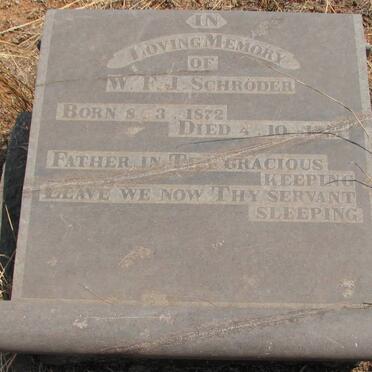 IN
LOVING MEMORY
OF
W. F. J. SCHRÖDER
BORN 8. 3. 1872
DIED 4. 10.
FATHER IN THY GRACIOUS
KEEPING
LEAVE WE NOW THY SERVANT
SLEEPING